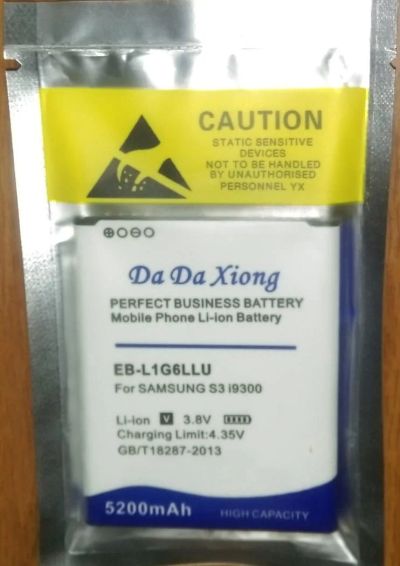 CAUTION
STATIC SENSITIVE
DEVICES
NOT TO BE HANDLED
BY UNAUTHORISED
PERSONNEL YX
Da Da Xiong
PERFECT BUSINESS BATTERY
Mobile Phone Li-ion Battery
EB-L1G6LLU
For SAMSUNG S3 i9300
Li-ion V 3.8V
Charging Limit:4.35V
GB/T18287-2013
5200mAh HIGH CAPACITY